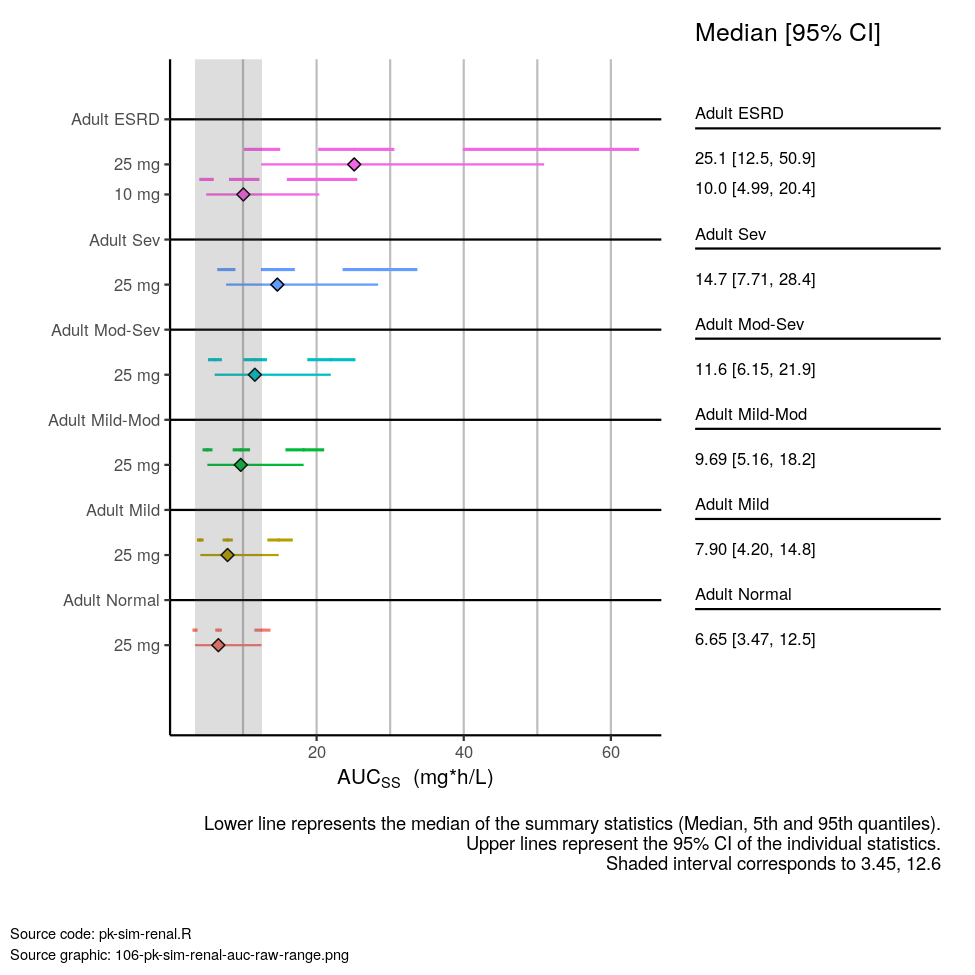 Median [95% CI]
Adult ESRD
25 mg
10 mg
Adult Sev
25 mg
Adult Mod-Sev
25 mg
Adult Mild-Mod
25 mg
Adult Mild
25 mg
Adult Normal
25 mg
Adult ESRD
25.1 [12.5, 50.9]
10.0 [4.99, 20.4]
Adult Sev
14.7 [7.71, 28.4]
Adult Mod-Sev
11.6 [6.15, 21.9]
Adult Mild-Mod
9.69 [5.16, 18.2]
Adult Mild
7.90 [4.20, 14.8]
Adult Normal
6.65 [3.47, 12.5]
20 40 60
AUCSS (mg*h/L)
Lower line represents the median of the summary statistics (Median, 5th and 95th quantiles).
Upper lines represent the 95% CI of the individual statistics.
Shaded interval corresponds to 3.45, 12.6
Source code: pk-sim-renal.R
Source graphic: 106-pk-sim-renal-auc-raw-range.png